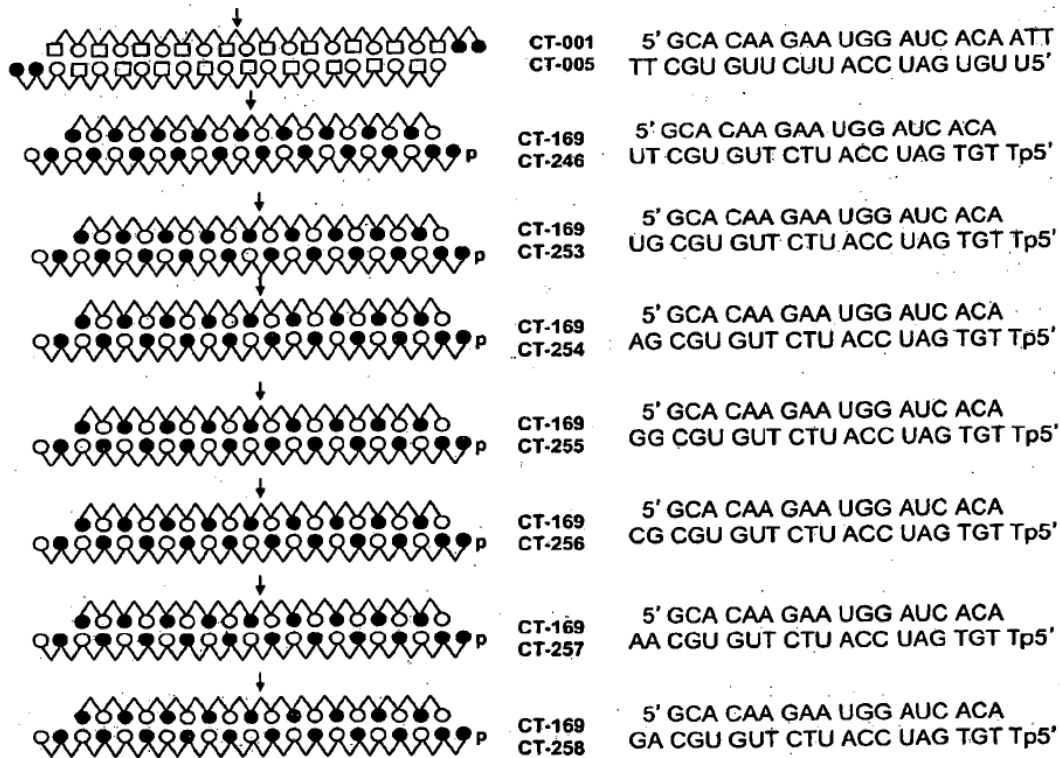 CT-001 5' GCA CAA GAA UGG AUC ACA ATT
CT-005 TT CGU GUU CUU ACC UAG UGU U5'
CT-169 5' GCA CAA GAA UGG AUC ACA
p CT-246 UT CGU GUT CTU ACC UAG TGT Tp5'
CT-169 5' GCA CAA GAA UGG AUC ACA
p CT-253 UG CGU GUT CTU ACC UAG TGT Tp5'
CT-169 5' GCA CAA GAA UGG AUC ACA
p CT-254 AG CGU GUT CTU ACC UAG TGT Tp5'
CT-169 5' GCA CAA GAA UGG AUC ACA
p CT-255 GG CGU GUT CTU ACC UAG TGT Tp5'
CT-169 5' GCA CAA GAA UGG AUC ACA
p CT-256 CG CGU GUT CTU ACC UAG TGT Tp5'
CT-169 5' GCA CAA GAA UGG AUC ACA
p CT-257 AA CGU GUT CTU ACC UAG TGT Tp5'
CT-169 5' GCA CAA GAA UGG AUC ACA
p CT-258 GA CGU GUT CTU ACC UAG TGT Tp5'